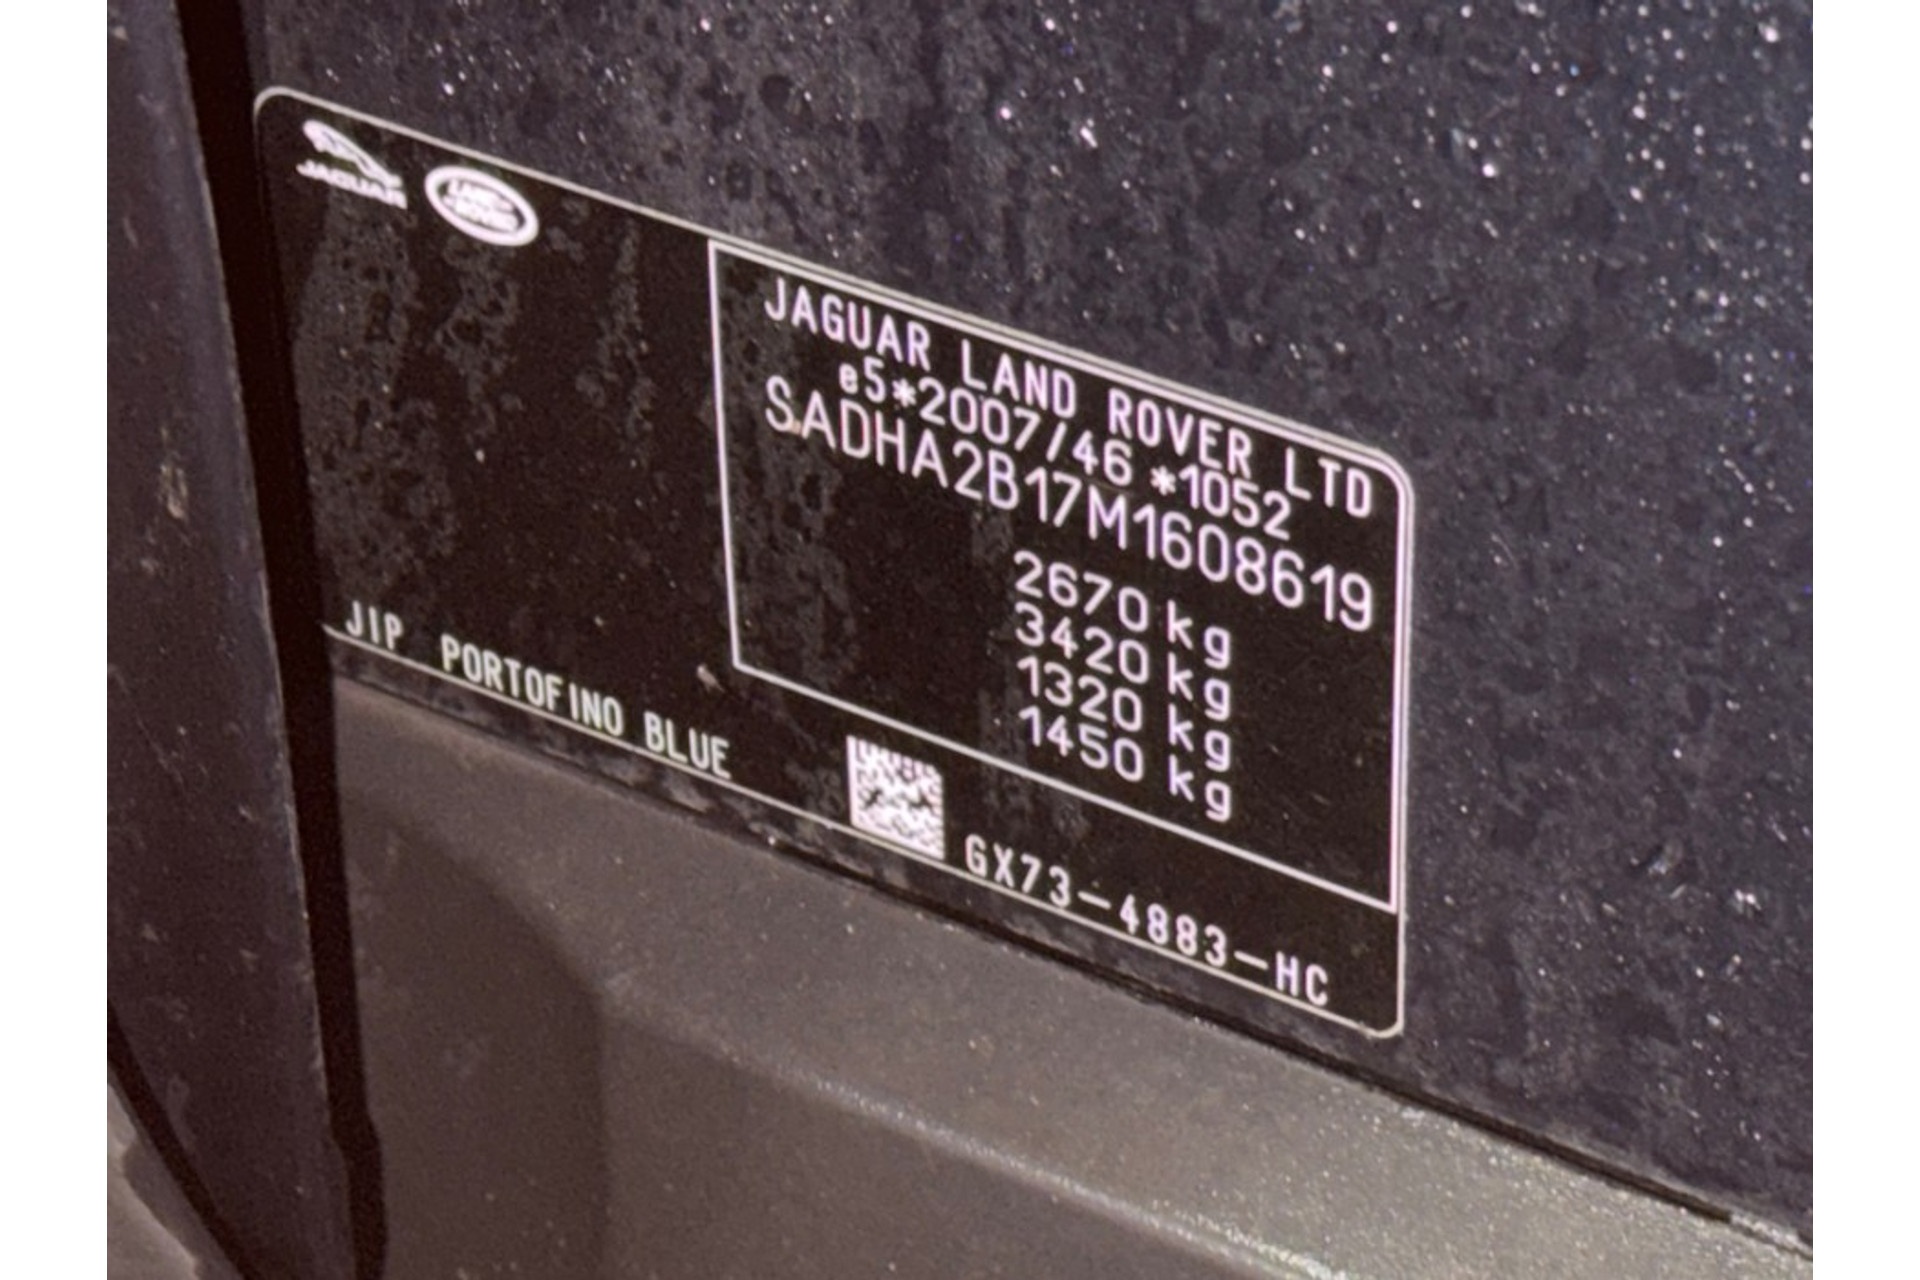 JAGUAR
LAND ROVER
JAGUAR LAND ROVER LTD
e5*2007/46 *1052
SADHA2B17M1608619
2670 kg
3420 kg
1320 kg
1450 kg
JIP PORTOFINO BLUE
GX73-4883-HC